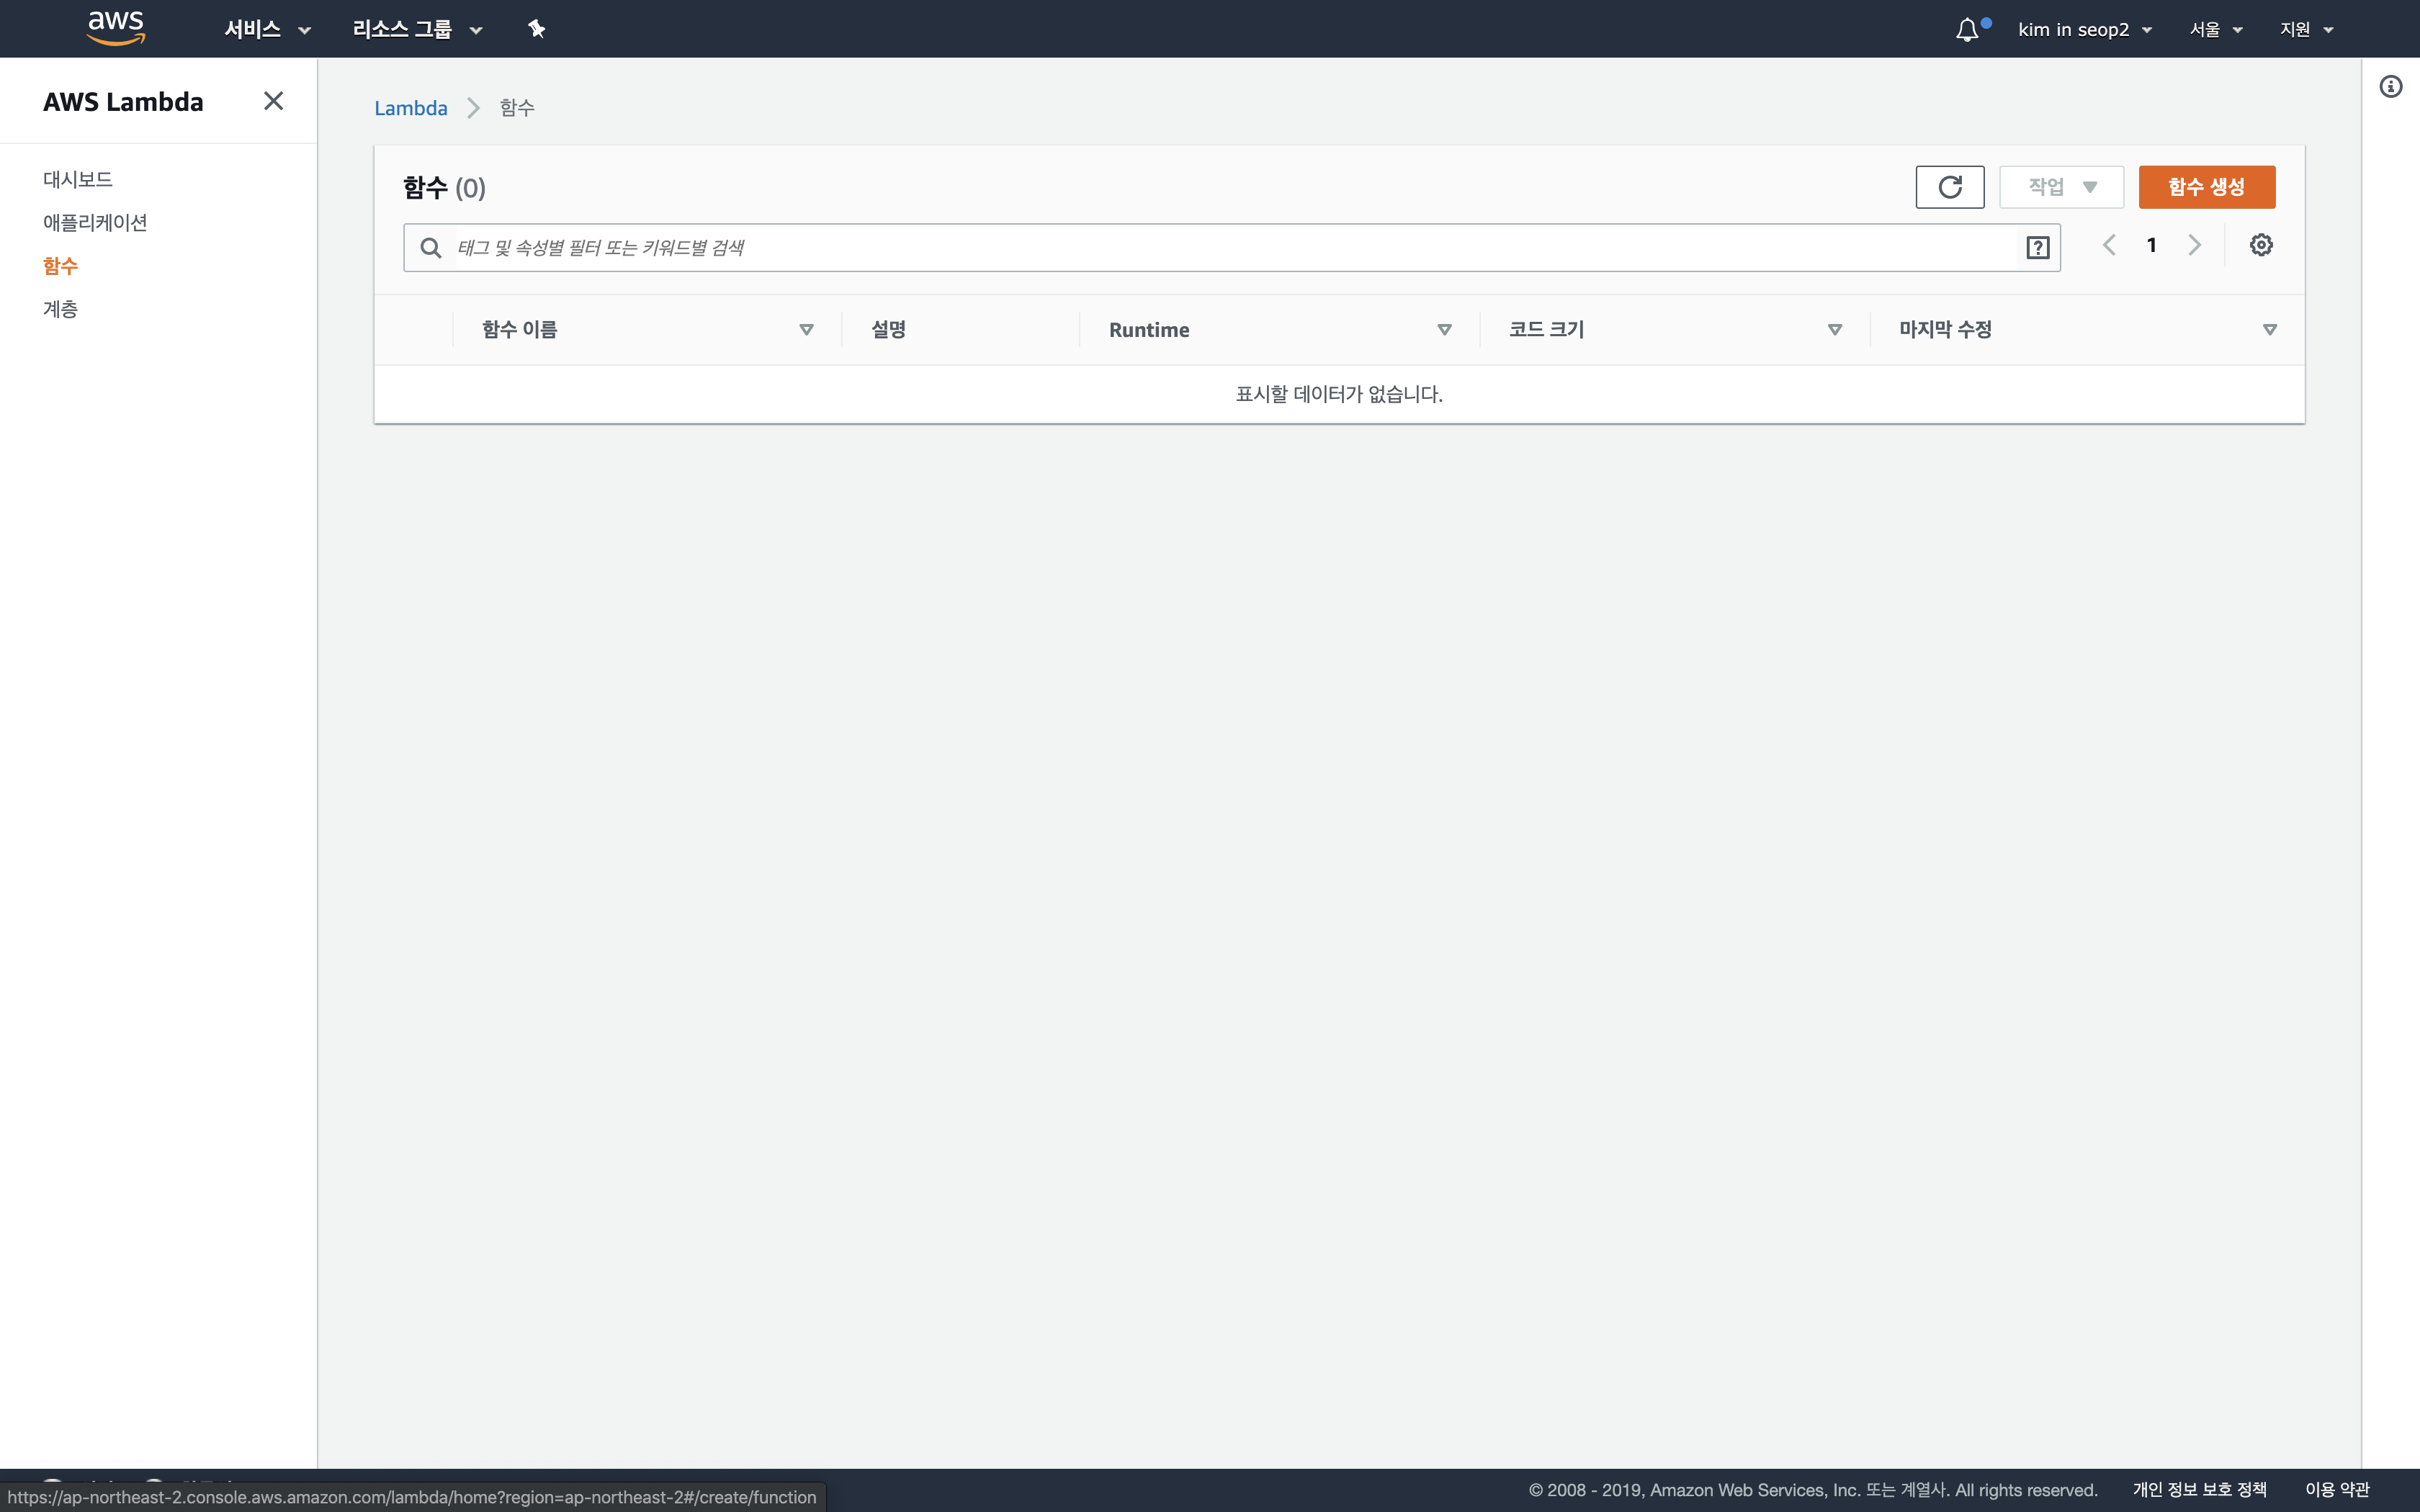 aws 서비스 리소스 그룹 kim in seop2 서울 지원
AWS Lambda
대시보드
애플리케이션
함수
계층
Lambda 함수
함수 (0) 작업 함수 생성
태그 및 속성별 필터 또는 키워드별 검색 1
함수 이름 설명 Runtime 코드 크기 마지막 수정
표시할 데이터가 없습니다.
© 2008 - 2019, Amazon Web Services, Inc. 또는 계열사. All rights reserved. 개인 정보 보호 정책 이용 약관
https://ap-northeast-2.console.aws.amazon.com/lambda/home?region=ap-northeast-2#/create/function